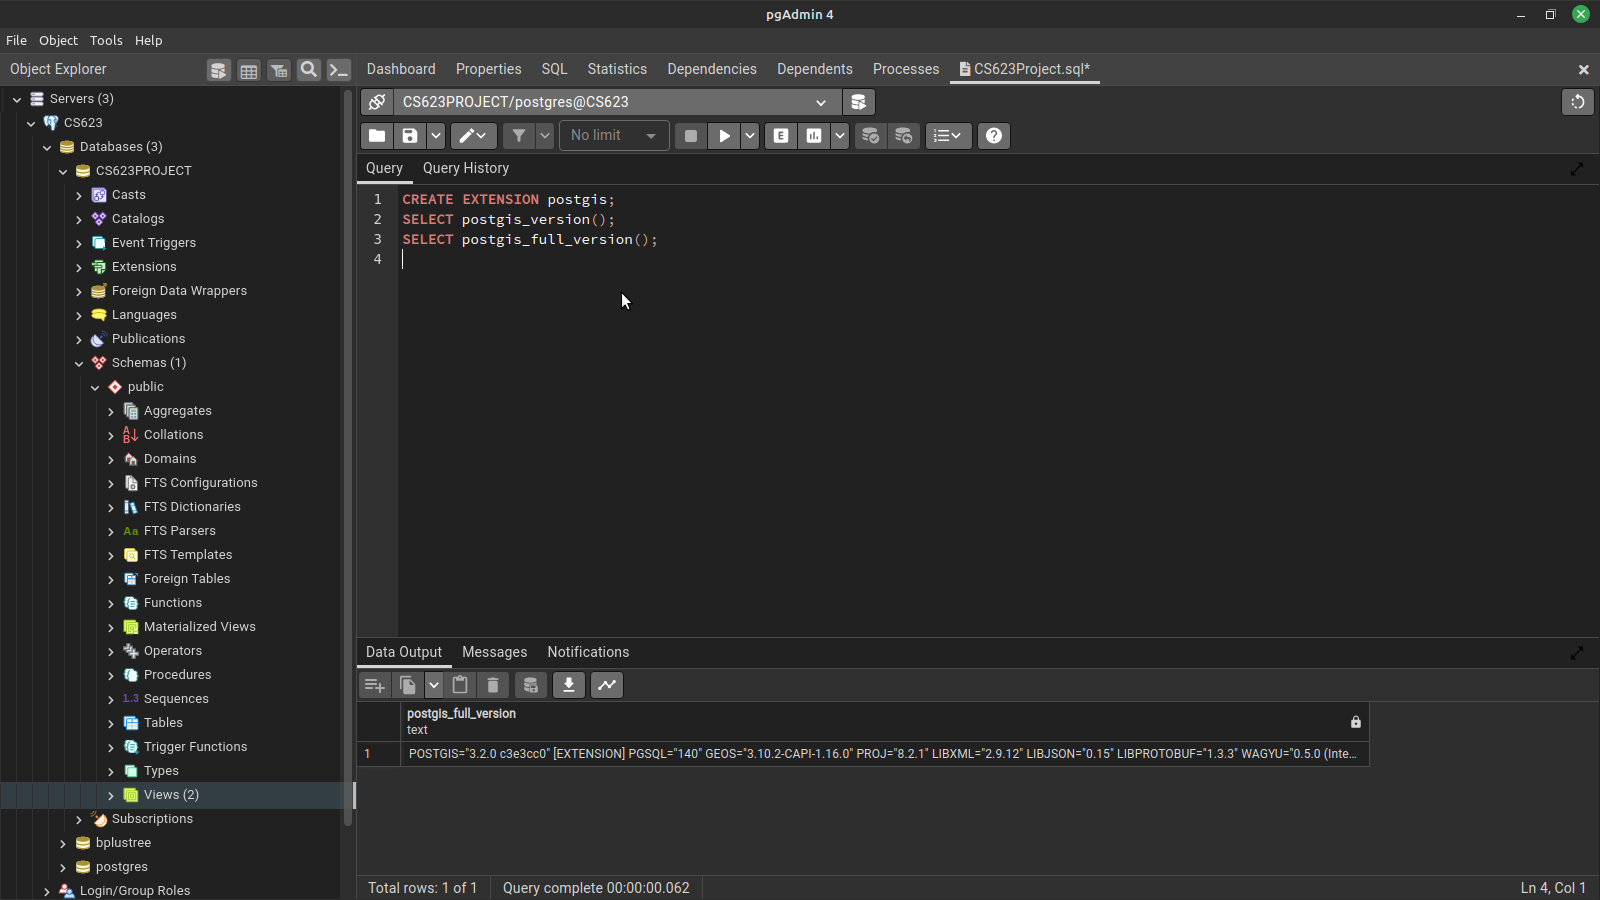 pgAdmin 4
File Object Tools Help
Object Explorer
Dashboard Properties SQL Statistics Dependencies Dependents Processes CS623Project.sql*
Servers (3)
CS623
Databases (3)
CS623PROJECT
Casts
Catalogs
Event Triggers
Extensions
Foreign Data Wrappers
Languages
Publications
Schemas (1)
public
Aggregates
Collations
Domains
FTS Configurations
FTS Dictionaries
Aa FTS Parsers
FTS Templates
Foreign Tables
Functions
Materialized Views
Operators
Procedures
1.3 Sequences
Tables
Trigger Functions
Types
Views (2)
Subscriptions
bplustree
postgres
Login/Group Roles
CS623PROJECT/postgres@CS623
No limit E
Query Query History
1 CREATE EXTENSION postgis;
2 SELECT postgis_version();
3 SELECT postgis_full_version();
4
Data Output Messages Notifications
postgis_full_version
text
1 POSTGIS="3.2.0 c3e3cc0" [EXTENSION] PGSQL="140" GEOS="3.10.2-CAPI-1.16.0" PROJ="8.2.1" LIBXML="2.9.12" LIBJSON="0.15" LIBPROTOBUF="1.3.3" WAGYU="0.5.0 (Inte...
Total rows: 1 of 1 Query complete 00:00:00.062 Ln 4, Col 1